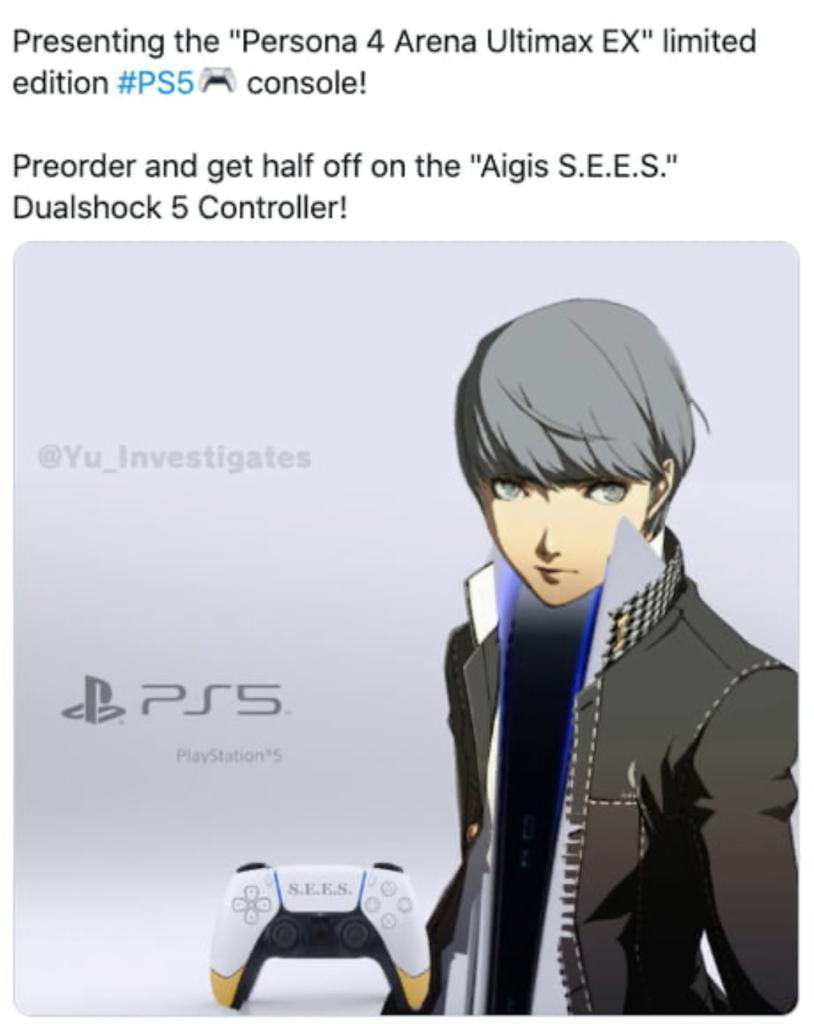 Presenting the "Persona 4 Arena Ultimax EX" limited
edition #PS5🎮 console!
Preorder and get half off on the "Aigis S.E.E.S."
Dualshock 5 Controller!
@Yu_Investigates
PS5
PlayStation®5
S.E.E.S.